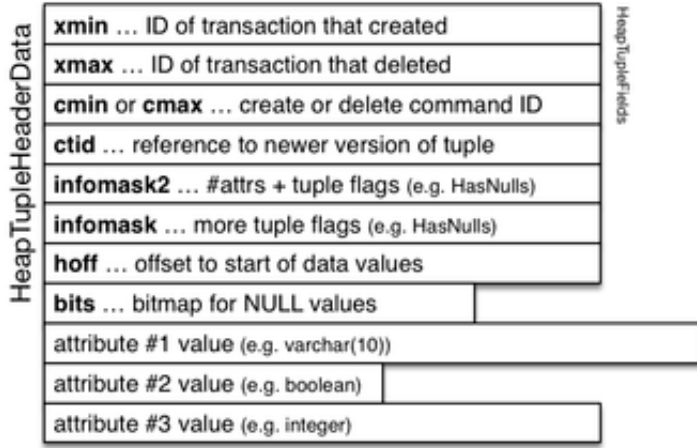 HeapTupleHeaderData
HeapTupleFields
xmin ... ID of transaction that created
xmax ... ID of transaction that deleted
cmin or cmax ... create or delete command ID
ctid ... reference to newer version of tuple
infomask2 ... #attrs + tuple flags (e.g. HasNulls)
infomask ... more tuple flags (e.g. HasNulls)
hoff ... offset to start of data values
bits ... bitmap for NULL values
attribute #1 value (e.g. varchar(10))
attribute #2 value (e.g. boolean)
attribute #3 value (e.g. integer)